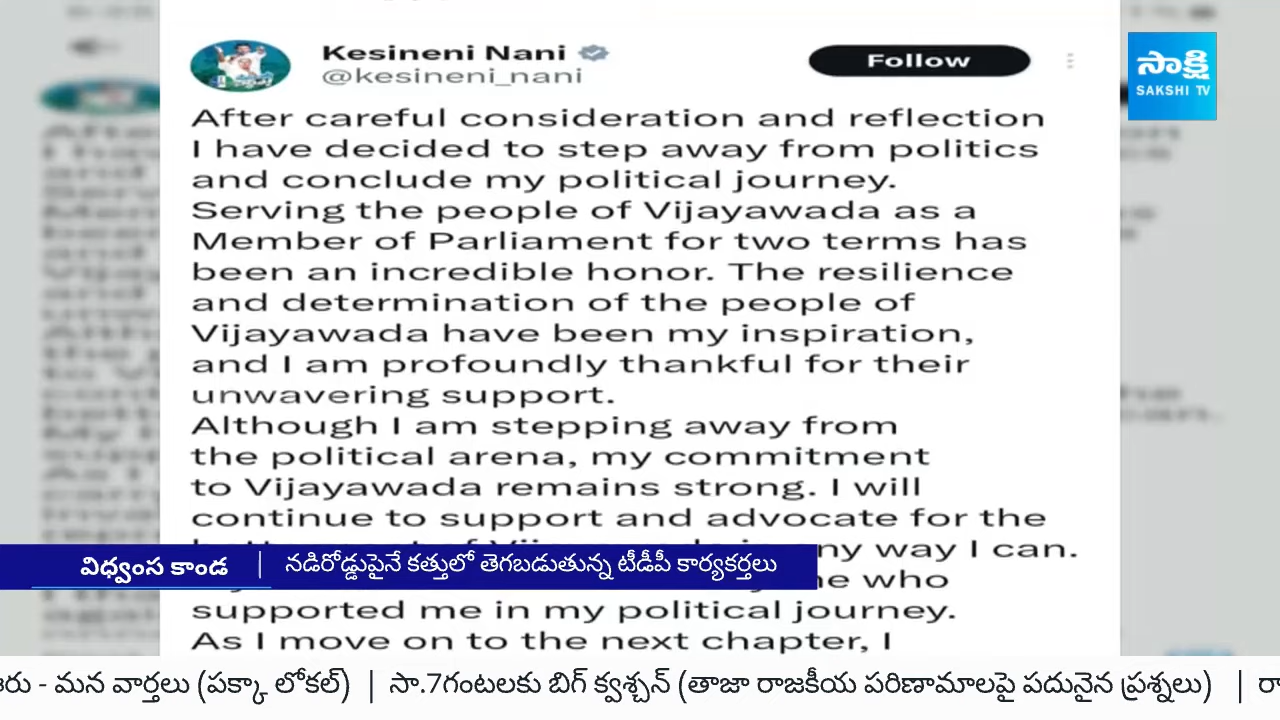 Kesineni Nani
@kesineni_nani
Follow
సాక్షి
SAKSHI TV
After careful consideration and reflection
I have decided to step away from politics
and conclude my political journey.
Serving the people of Vijayawada as a
Member of Parliament for two terms has
been an incredible honor. The resilience
and determination of the people of
Vijayawada have been my inspiration,
and I am profoundly thankful for their
unwavering support.
Although I am stepping away from
the political arena, my commitment
to Vijayawada remains strong. I will
continue to support and advocate for the
way I can.
విధ్వంస కాండ | నడిరోడ్డుపైనే కత్తులో తెగబడుతున్న టీడీపీ కార్యకర్తలు
who
supported me in my political journey.
As I move on to the next chapter, I
- మన వార్తలు (పక్కా లోకల్) | సా.7గంటలకు బిగ్ క్వశ్చన్ (తాజా రాజకీయ పరిణామాలపై పదునైన ప్రశ్నలు) |